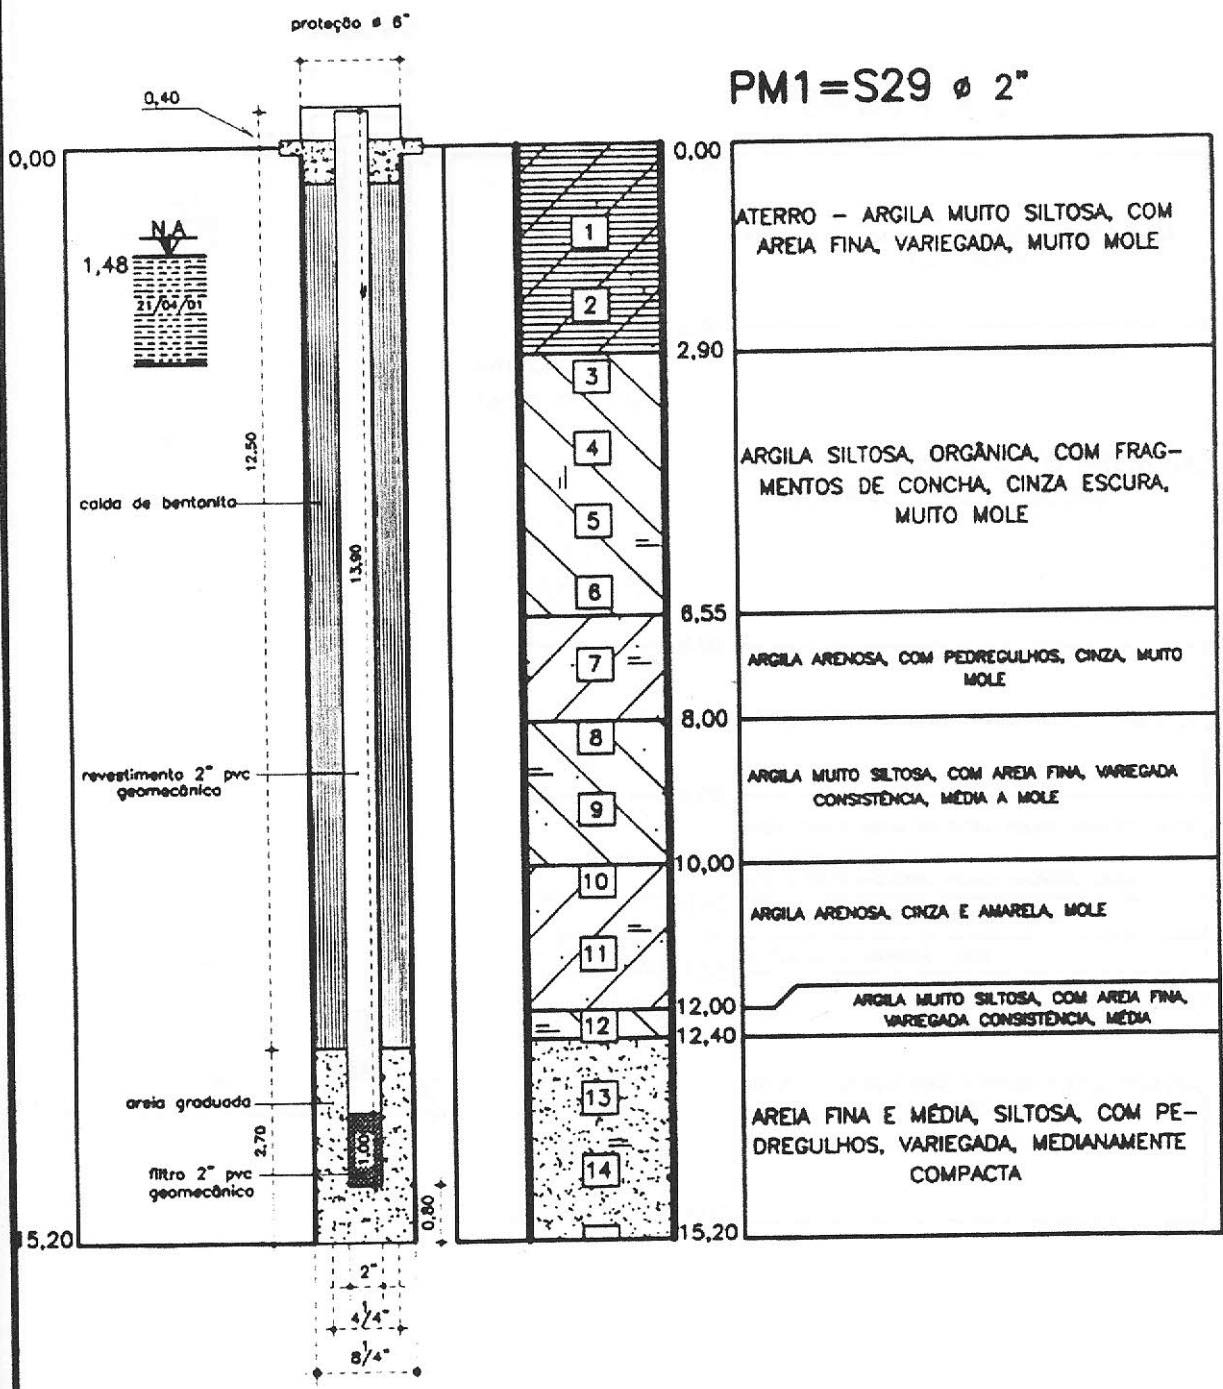 proteção ø 6"
PM1=S29 ø 2"
0,40
0,00
N.A
1,48
21/04/01
12,50
calda de bentonita
13,90
revestimento 2" pvc
geomecânico
areia graduada
2,70
1,00
filtro 2" pvc
geomecânico
0,80
15,20
2"
4 1/4"
8 1/4"
1
2
3
4
5
6
7
8
9
10
11
12
13
14
0,00
ATERRO – ARGILA MUITO SILTOSA, COM
AREIA FINA, VARIEGADA, MUITO MOLE
2,90
ARGILA SILTOSA, ORGÂNICA, COM FRAG–
MENTOS DE CONCHA, CINZA ESCURA,
MUITO MOLE
6,55
ARGILA ARENOSA, COM PEDREGULHOS, CINZA, MUITO
MOLE
8,00
ARGILA MUITO SILTOSA, COM AREIA FINA, VARIEGADA
CONSISTÊNCIA, MÉDIA A MOLE
10,00
ARGILA ARENOSA, CINZA E AMARELA, MOLE
12,00
ARGILA MUITO SILTOSA, COM AREIA FINA,
VARIEGADA CONSISTÊNCIA, MÉDIA
12,40
AREIA FINA E MÉDIA, SILTOSA, COM PE–
DREGULHOS, VARIEGADA, MEDIANAMENTE
COMPACTA
15,20